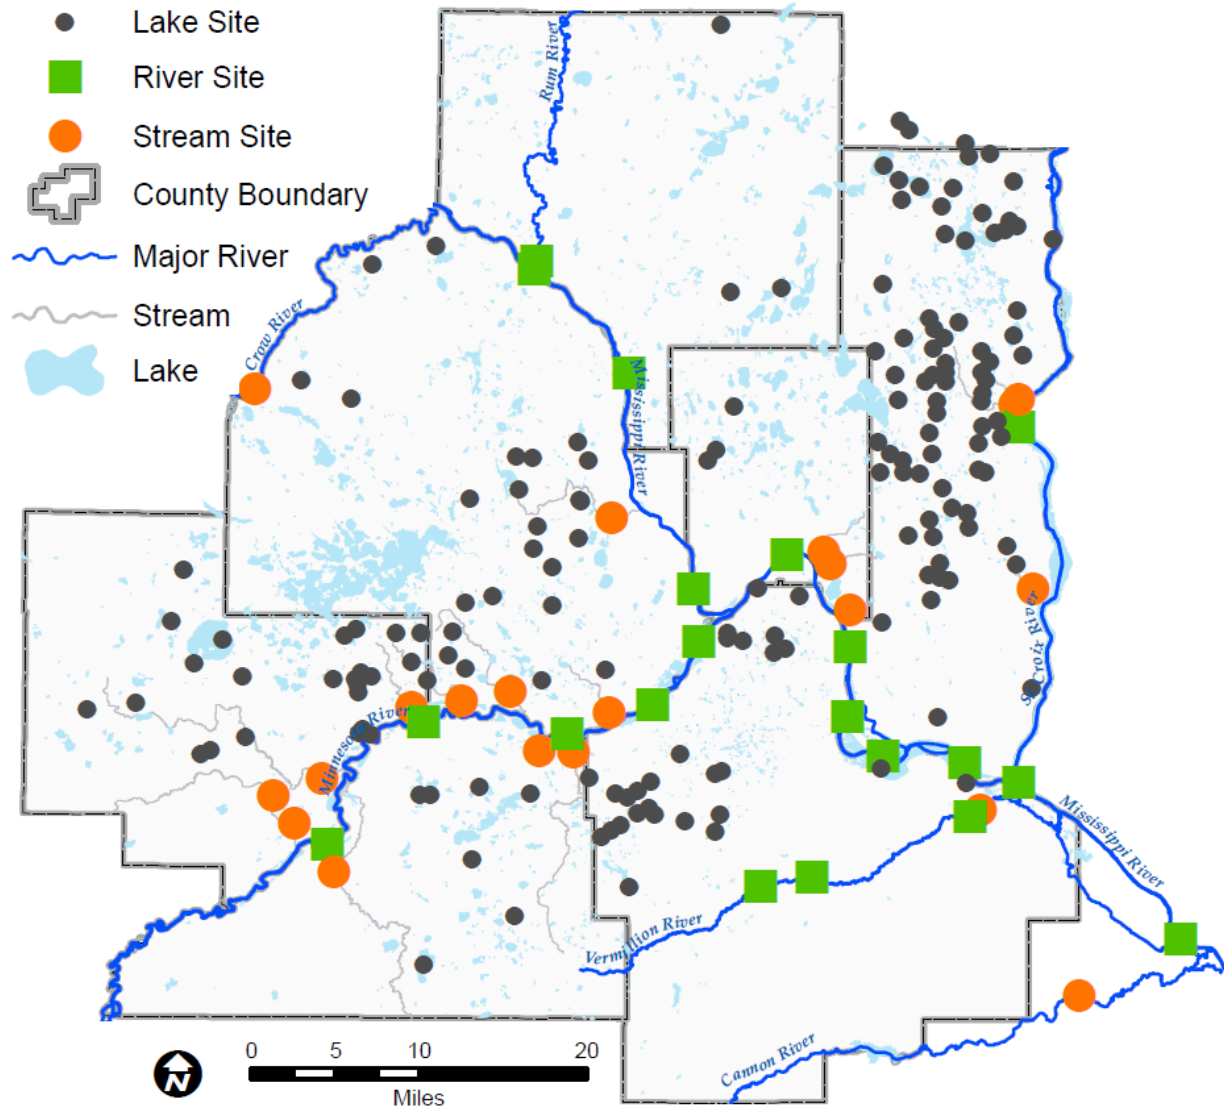 Lake Site
River Site
Stream Site
County Boundary
Major River
Stream
Lake
Rum River
Crow River
Mississippi River
St Croix River
Minnesota River
Mississippi River
Vermillion River
Cannon River
N
0 5 10 20
Miles